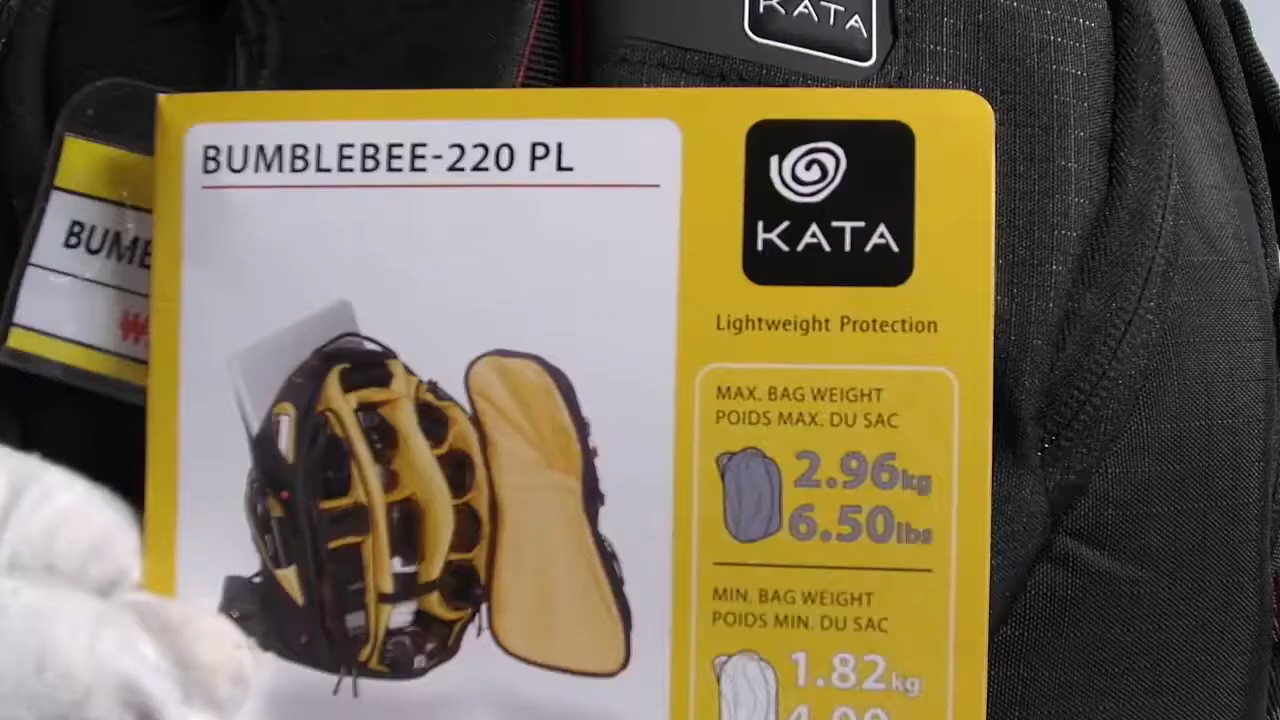 KATA
BUMBLEBEE-220 PL
KATA
Lightweight Protection
MAX. BAG WEIGHT
POIDS MAX. DU SAC
2.96kg
6.50lbs
MIN. BAG WEIGHT
POIDS MIN. DU SAC
1.82kg
BUMB
₩